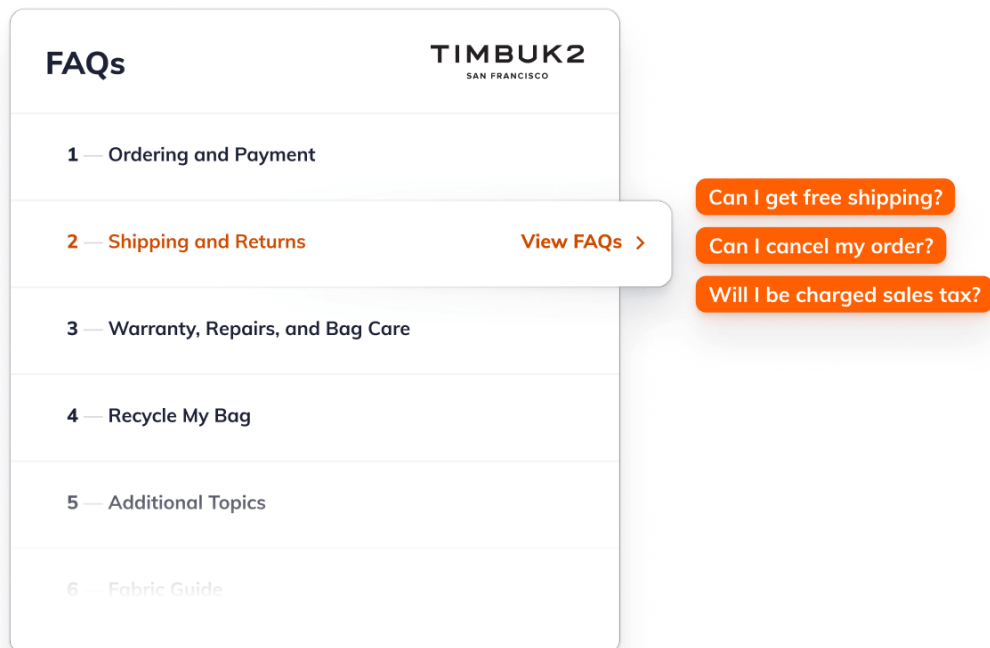 FAQs
TIMBUK2
SAN FRANCISCO
1 — Ordering and Payment
2 — Shipping and Returns
View FAQs >
Can I get free shipping?
Can I cancel my order?
Will I be charged sales tax?
3 — Warranty, Repairs, and Bag Care
4 — Recycle My Bag
5 — Additional Topics
6 — Fabric Guide